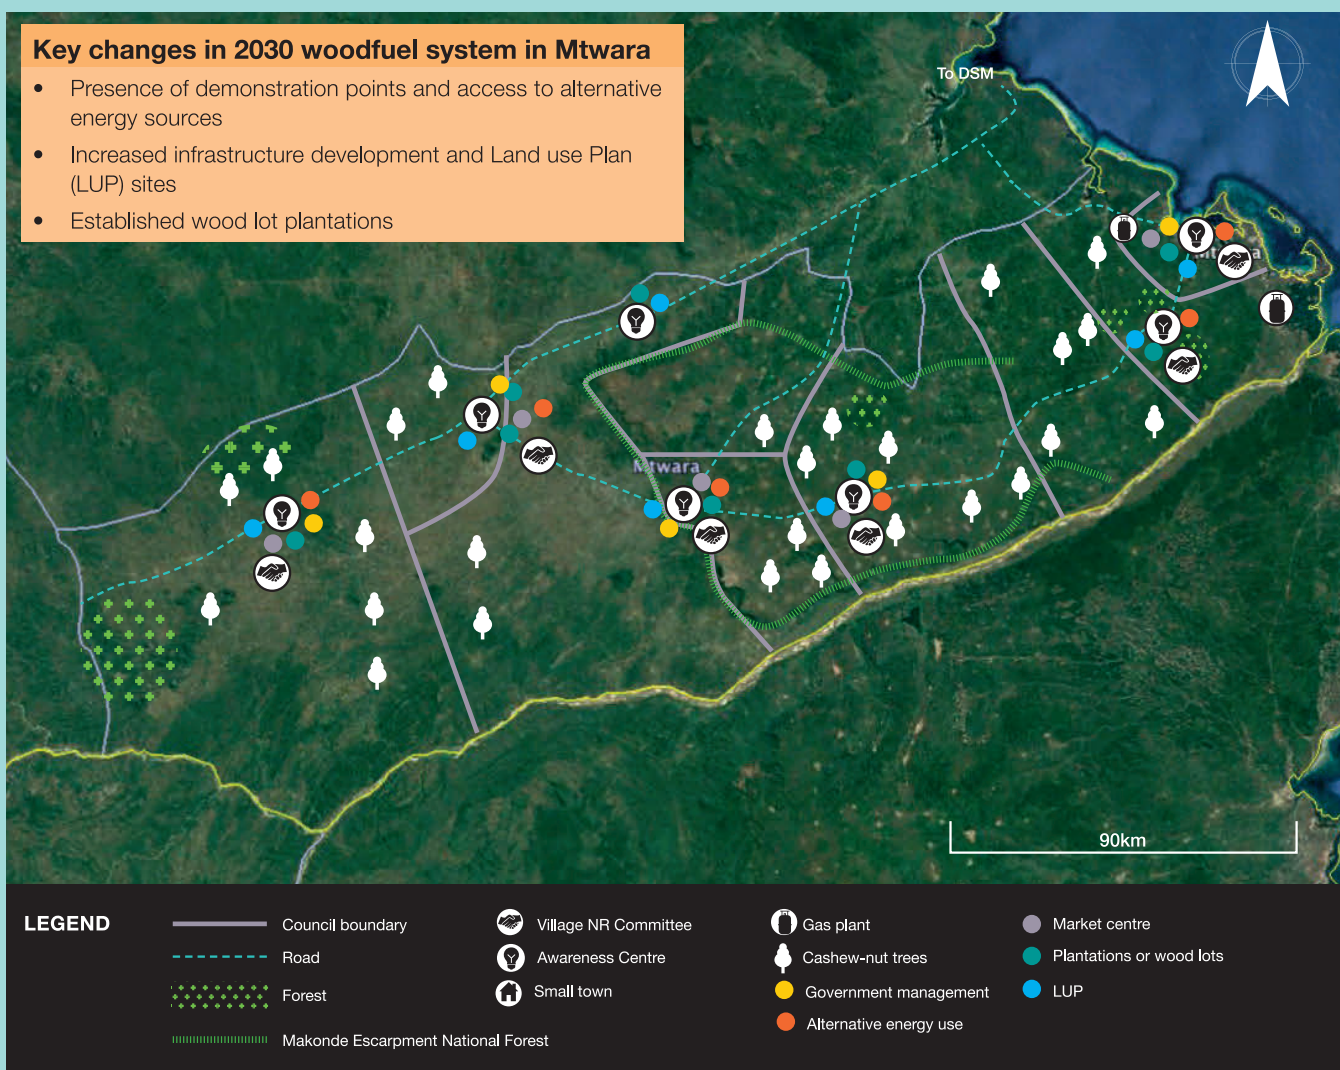 Key changes in 2030 woodfuel system in Mtwara
• Presence of demonstration points and access to alternative
energy sources
• Increased infrastructure development and Land use Plan
(LUP) sites
• Established wood lot plantations
To DSM
Mtwara
Mtwara
90km
LEGEND
Council boundary
Road
Forest
Makonde Escarpment National Forest
Village NR Committee
Awareness Centre
Small town
Gas plant
Cashew-nut trees
Government management
Alternative energy use
Market centre
Plantations or wood lots
LUP